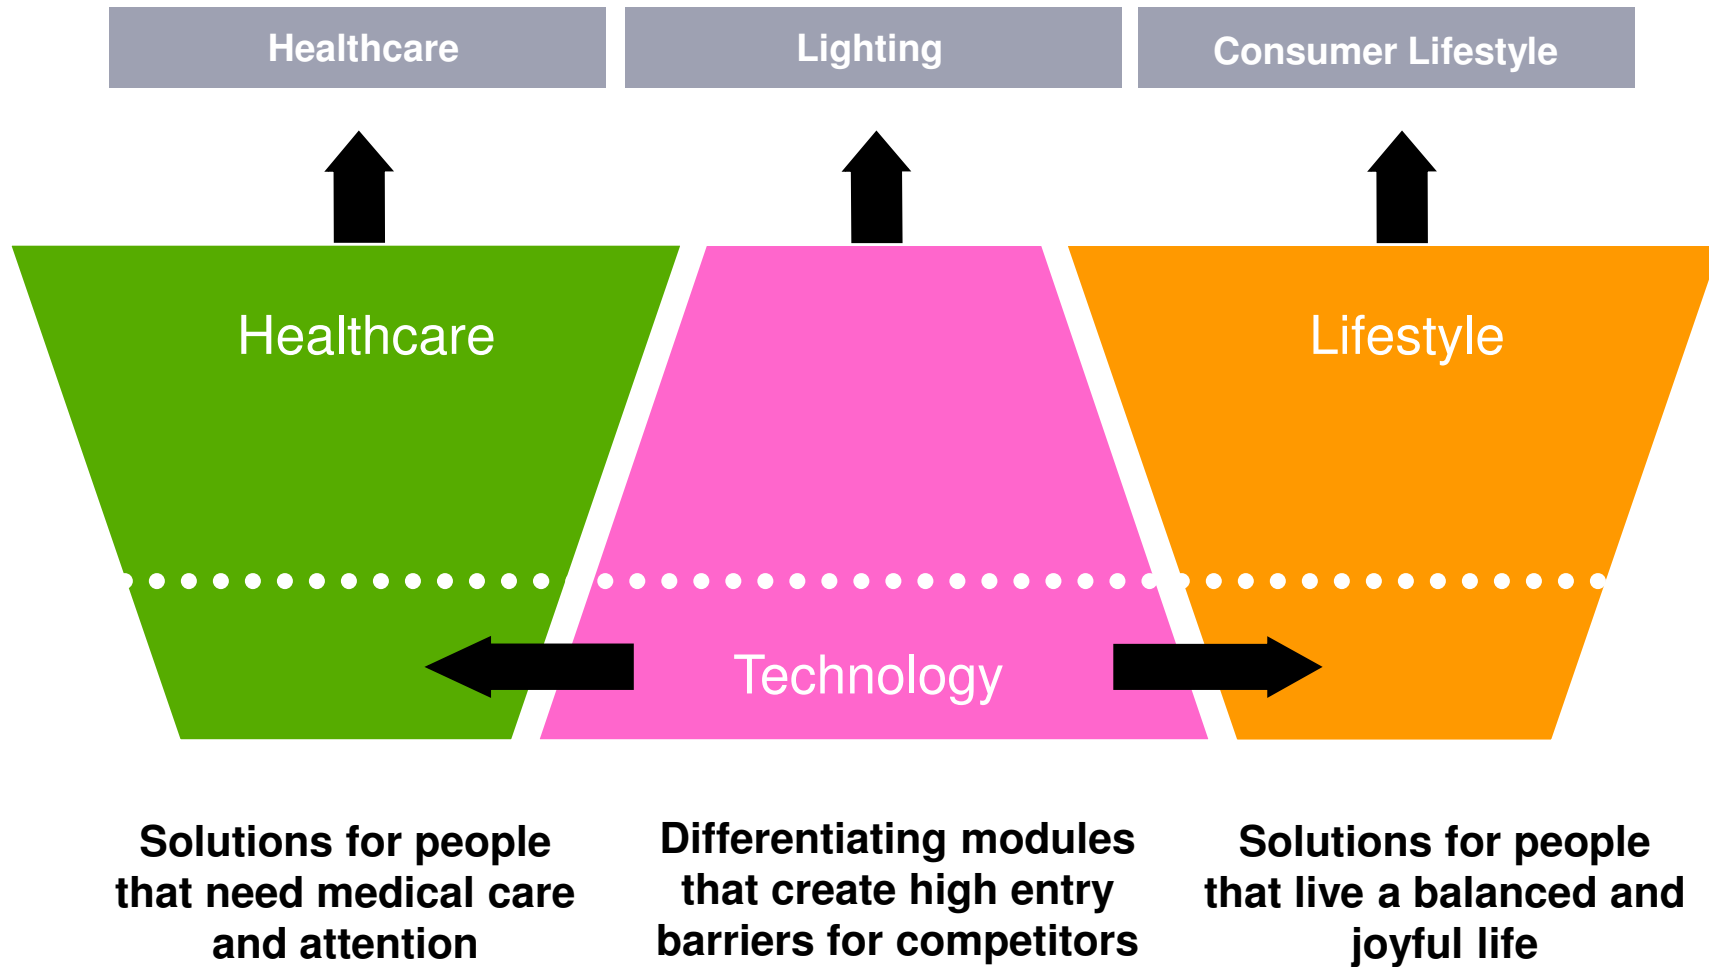 Healthcare
Lighting
Consumer Lifestyle
Healthcare
Lifestyle
Technology
Solutions for people
that need medical care
and attention
Differentiating modules
that create high entry
barriers for competitors
Solutions for people
that live a balanced and
joyful life